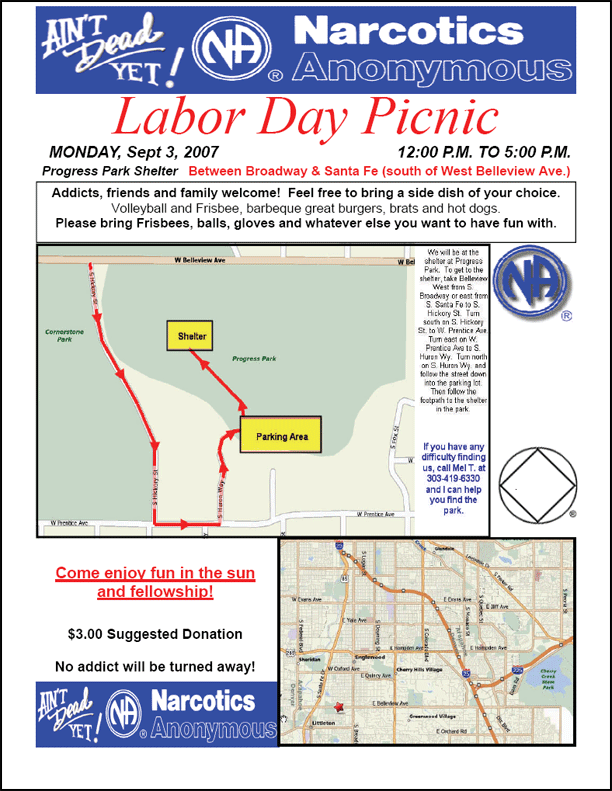 AIN'T
Dead
YET!
NA ®
Narcotics
Anonymous
Labor Day Picnic
MONDAY, Sept 3, 2007 12:00 P.M. TO 5:00 P.M.
Progress Park Shelter Between Broadway & Santa Fe (south of West Belleview Ave.)
Addicts, friends and family welcome! Feel free to bring a side dish of your choice.
Volleyball and Frisbee, barbeque great burgers, brats and hot dogs.
Please bring Frisbees, balls, gloves and whatever else you want to have fun with.
W Belleview Ave
W Bel
S Hickory St
Cornerstone
Park
Shelter
Progress Park
Parking Area
S Fox St
S Hickory St
S Huron Way
W Prentice Ave
W Prentice Ave
W P
We will be at the
shelter at Progress
Park. To get to the
shelter, take Belleview
West from S.
Broadway or east from
S. Santa Fe to S.
Hickory St. Turn
south on S. Hickory
St. to W. Prentice Ave.
Turn east on W.
Prentice Ave to S.
Huron Wy. Turn north
on S. Huron Wy. and
follow the street down
into the parking lot.
Then follow the
footpath to the shelter
in the park.
NA ®
If you have any
difficulty finding
us, call Mel T. at
303-419-6330
and I can help
you find the
park.
®
Come enjoy fun in the sun
and fellowship!
$3.00 Suggested Donation
No addict will be turned away!
AIN'T
Dead
YET!
NA ®
Narcotics
Anonymous
W Evans Ave
E Evans Ave
E Iliff Ave
E Yale Ave
E Hampden Ave
E Hampden Ave
Sheridan
Englewood
W Oxford Ave
Cherry Hills Village
E Quincy Ave
Cherry
Creek
State
Park
E Belleview Ave
Littleton
Greenwood Village
E Orchard Rd